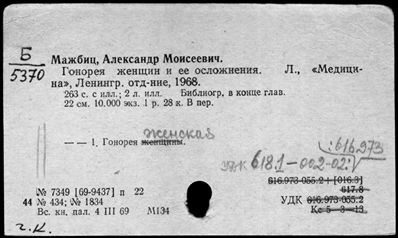 Б
5370
Мажбиц, Александр Моисеевич.
Гонорея женщин и ее осложнения. Л., «Медици-
на», Ленингр. отд-ние, 1968.
263 с. с илл.; 2 л. илл. Библиогр. в конце глав.
22 см. 10.000 экз. 1 р. 28 к. В пер.
женская
— — 1. Гонорея женщины.
:616.973
УДК 618.1-002-02:
616.973-055.2+[016.3]
617.8
№ 7349 [69-9437] п 22
44 № 434; № 1834
УДК 616.973-055.2
Вс. кн. пал. 4 III 69 М134
Кс 5-3-13
г. к.